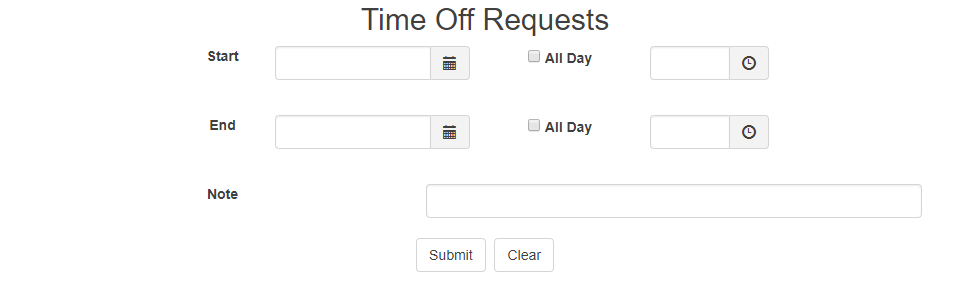 Time Off Requests
Start All Day
End All Day
Note
Submit Clear